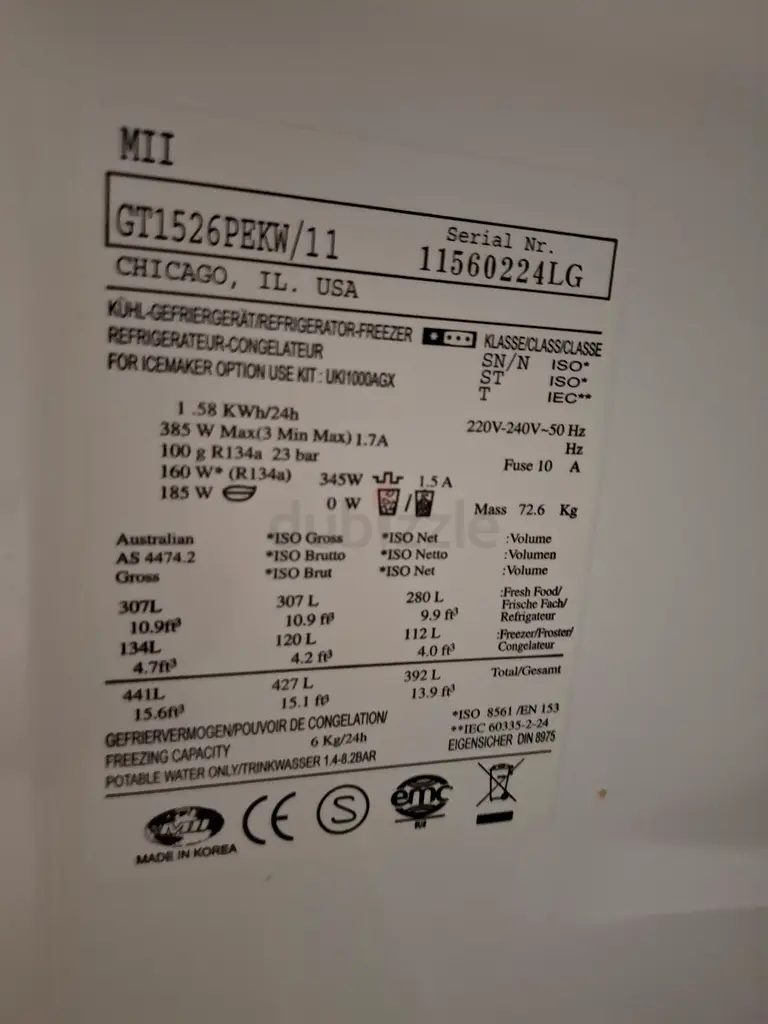 MII
GT1526PEKW/11 Serial Nr. 11560224LG
CHICAGO, IL. USA
KÜHL-GEFRIERGERÄT/REFRIGERATOR-FREEZER KLASSE/CLASS/CLASSE
REFRIGERATEUR-CONGELATEUR SN/N ISO*
FOR ICEMAKER OPTION USE KIT : UKI1000AGX ST ISO*
T IEC**
1 .58 KWh/24h
385 W Max(3 Min Max) 1.7A 220V-240V~50 Hz
Hz
100 g R134a 23 bar Fuse 10 A
160 W* (R134a) 345W 1.5 A
185 W 0 W / Mass 72.6 Kg
dubizzle
Australian *ISO Gross *ISO Net :Volume
AS 4474.2 *ISO Brutto *ISO Netto :Volumen
Gross *ISO Brut *ISO Net :Volume
307L 307 L 280 L :Fresh Food/
Frische Fach/
10.9ft³ 10.9 ft³ 9.9 ft³ Refrigerateur
134L 120 L 112 L :Freezer/Froster/
4.7ft³ 4.2 ft³ 4.0 ft³ Congelateur
441L 427 L 392 L Total/Gesamt
15.6ft³ 15.1 ft³ 13.9 ft³
GEFRIERVERMOGEN/POUVOIR DE CONGELATION/ *ISO 8561 /EN 153
FREEZING CAPACITY 6 Kg/24h **IEC 60335-2-24
POTABLE WATER ONLY/TRINKWASSER 1.4-8.2BAR EIGENSICHER DIN 8975
MII CE S emc
MADE IN KOREA